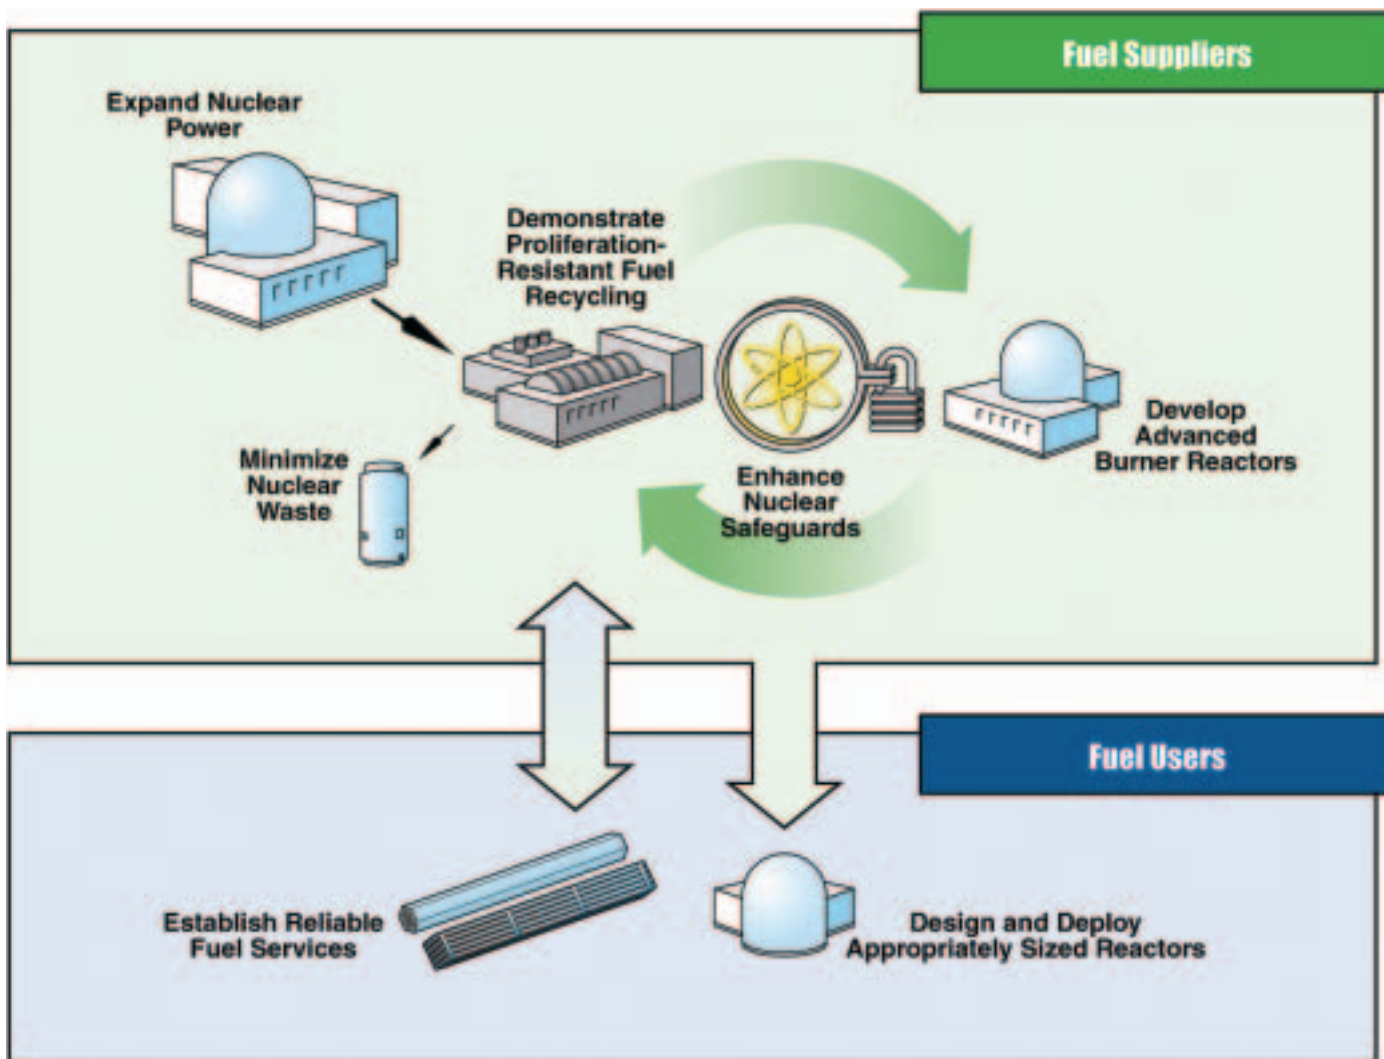 Fuel Suppliers
Expand Nuclear
Power
Demonstrate
Proliferation-
Resistant Fuel
Recycling
Minimize
Nuclear
Waste
Enhance
Nuclear
Safeguards
Develop
Advanced
Burner Reactors
Fuel Users
Establish Reliable
Fuel Services
Design and Deploy
Appropriately Sized Reactors